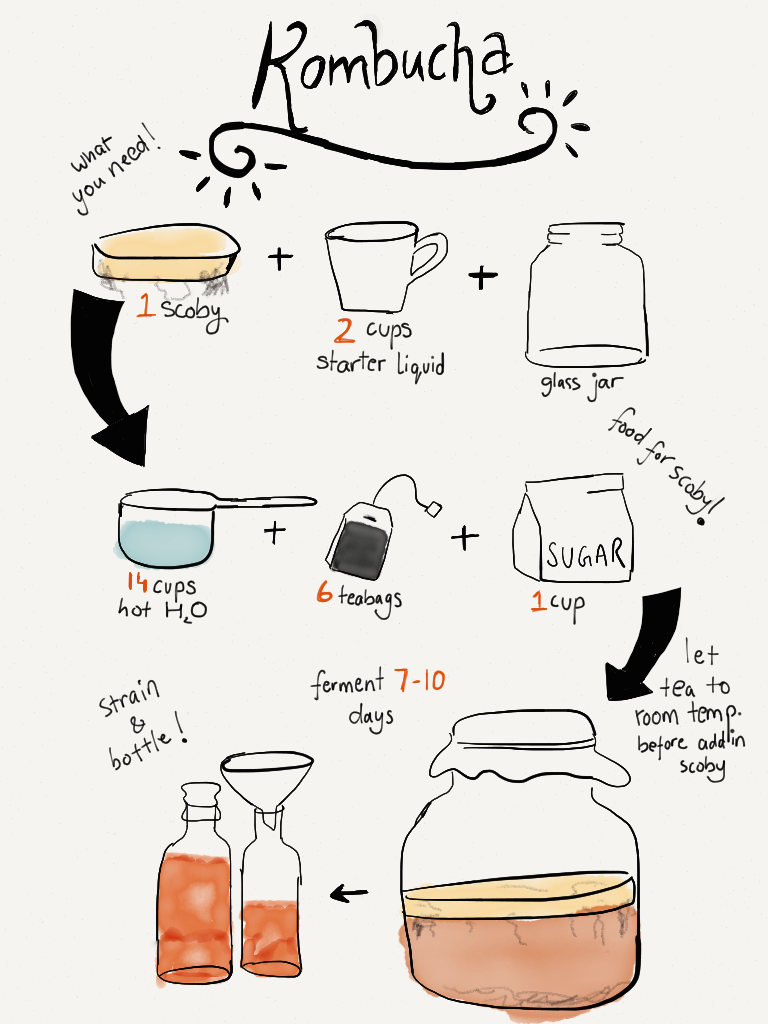 Kombucha
what
you need!
1 scoby
2 cups
starter liquid
glass jar
food for scoby!
14 cups
hot H₂O
6 teabags
SUGAR
1 cup
let
tea to
room temp.
before addin
scoby
ferment 7-10
days
strain
&
bottle!